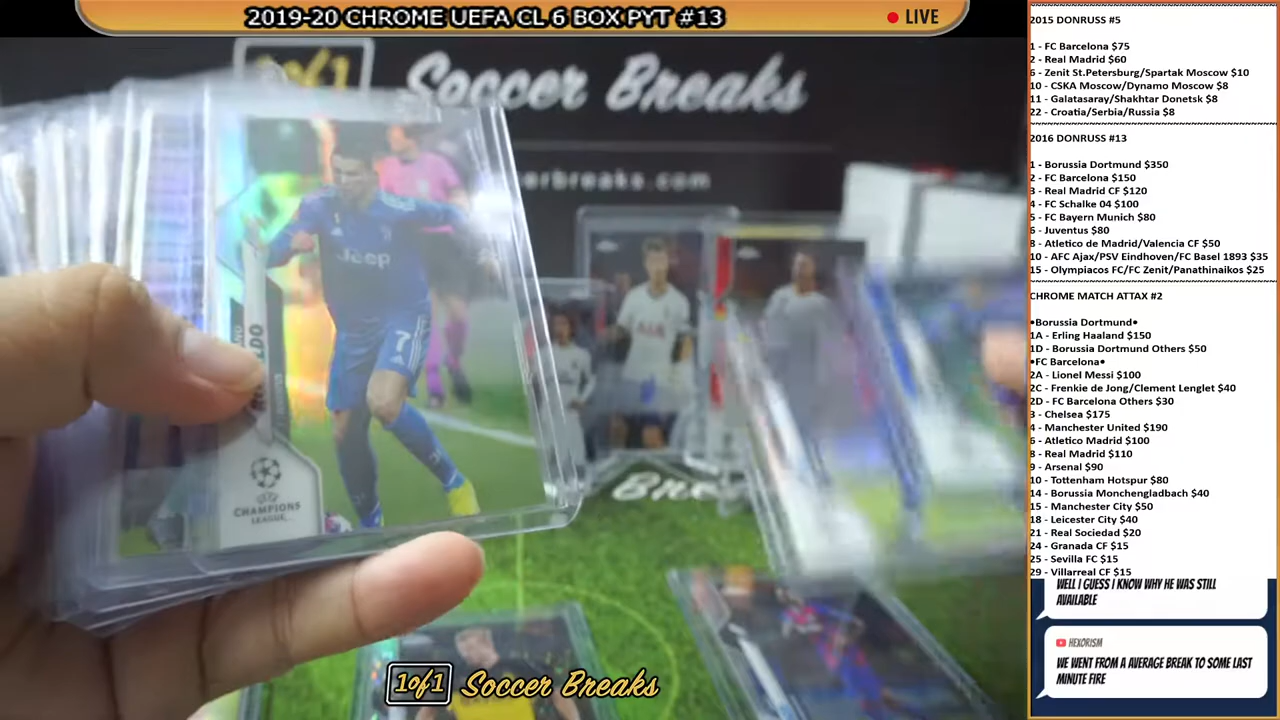 2019-20 CHROME UEFA CL 6 BOX PYT #13
LIVE
1of1
Soccer Breaks
Jeep
7
CHAMPIONS
LEAGUE
AIA
1of1 Soccer Breaks
2015 DONRUSS #5
1 - FC Barcelona $75
2 - Real Madrid $60
6 - Zenit St.Petersburg/Spartak Moscow $10
10 - CSKA Moscow/Dynamo Moscow $8
11 - Galatasaray/Shakhtar Donetsk $8
22 - Croatia/Serbia/Russia $8
2016 DONRUSS #13
1 - Borussia Dortmund $350
2 - FC Barcelona $150
3 - Real Madrid CF $120
4 - FC Schalke 04 $100
5 - FC Bayern Munich $80
6 - Juventus $80
8 - Atletico de Madrid/Valencia CF $50
10 - AFC Ajax/PSV Eindhoven/FC Basel 1893 $35
15 - Olympiacos FC/FC Zenit/Panathinaikos $25
CHROME MATCH ATTAX #2
•Borussia Dortmund•
1A - Erling Haaland $150
1D - Borussia Dortmund Others $50
•FC Barcelona•
2A - Lionel Messi $100
2C - Frenkie de Jong/Clement Lenglet $40
2D - FC Barcelona Others $30
3 - Chelsea $175
4 - Manchester United $190
6 - Atletico Madrid $100
8 - Real Madrid $110
9 - Arsenal $90
10 - Tottenham Hotspur $80
14 - Borussia Monchengladbach $40
15 - Manchester City $50
18 - Leicester City $40
21 - Real Sociedad $20
24 - Granada CF $15
25 - Sevilla FC $15
29 - Villarreal CF $15
WELL I GUESS I KNOW WHY HE WAS STILL
AVAILABLE
HEXORISM
WE WENT FROM A AVERAGE BREAK TO SOME LAST
MINUTE FIRE